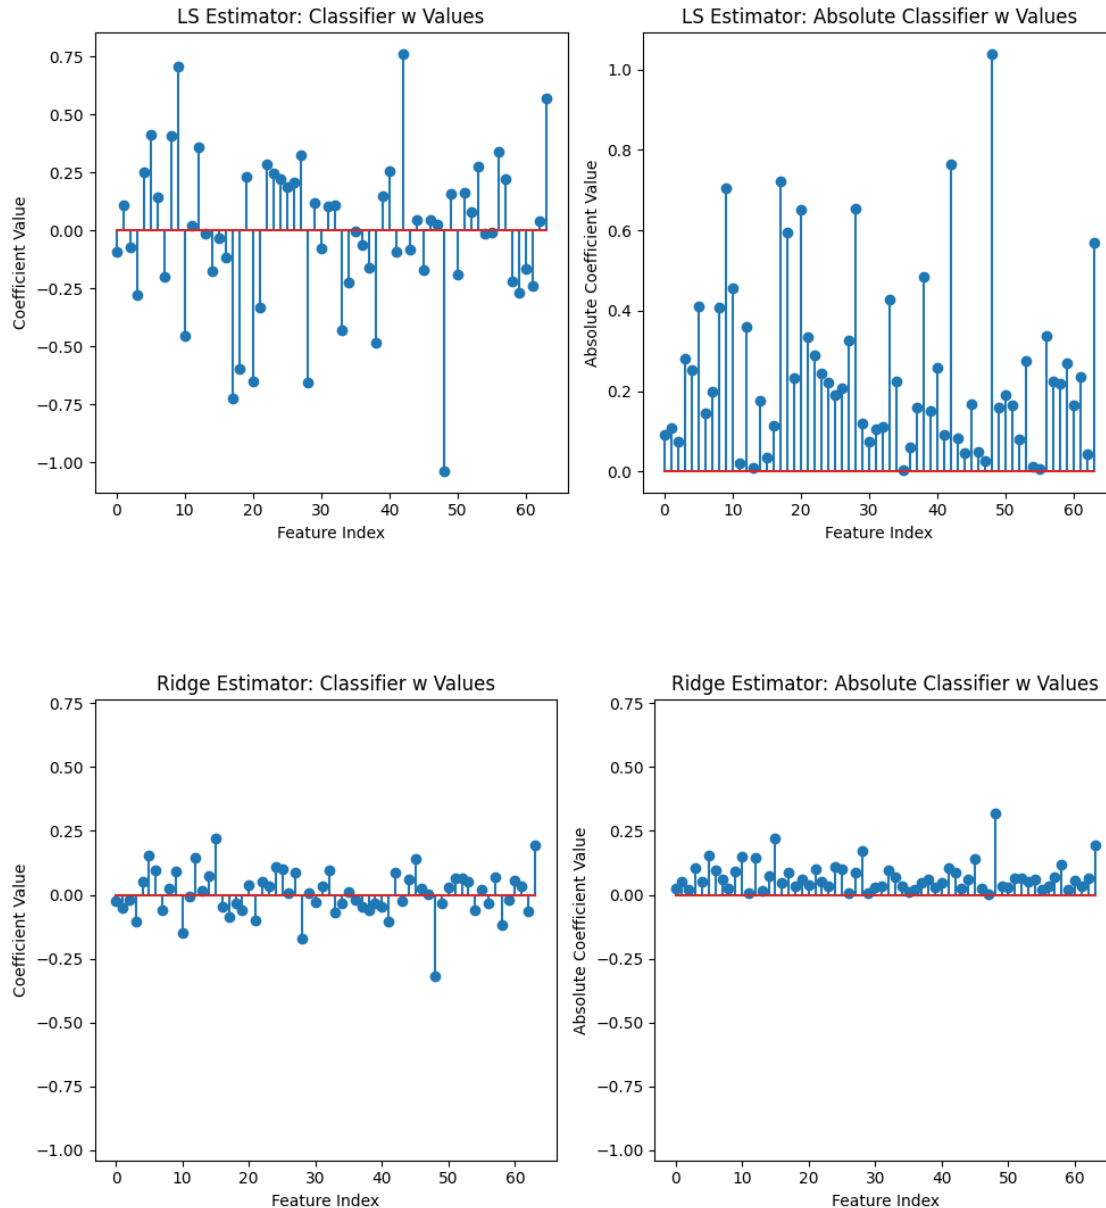 LS Estimator: Classifier w Values
Coefficient Value
0.75
0.50
0.25
0.00
−0.25
−0.50
−0.75
−1.00
0 10 20 30 40 50 60
Feature Index
LS Estimator: Absolute Classifier w Values
Absolute Coefficient Value
1.0
0.8
0.6
0.4
0.2
0.0
0 10 20 30 40 50 60
Feature Index
Ridge Estimator: Classifier w Values
Coefficient Value
0.75
0.50
0.25
0.00
−0.25
−0.50
−0.75
−1.00
0 10 20 30 40 50 60
Feature Index
Ridge Estimator: Absolute Classifier w Values
Absolute Coefficient Value
0.75
0.50
0.25
0.00
−0.25
−0.50
−0.75
−1.00
0 10 20 30 40 50 60
Feature Index